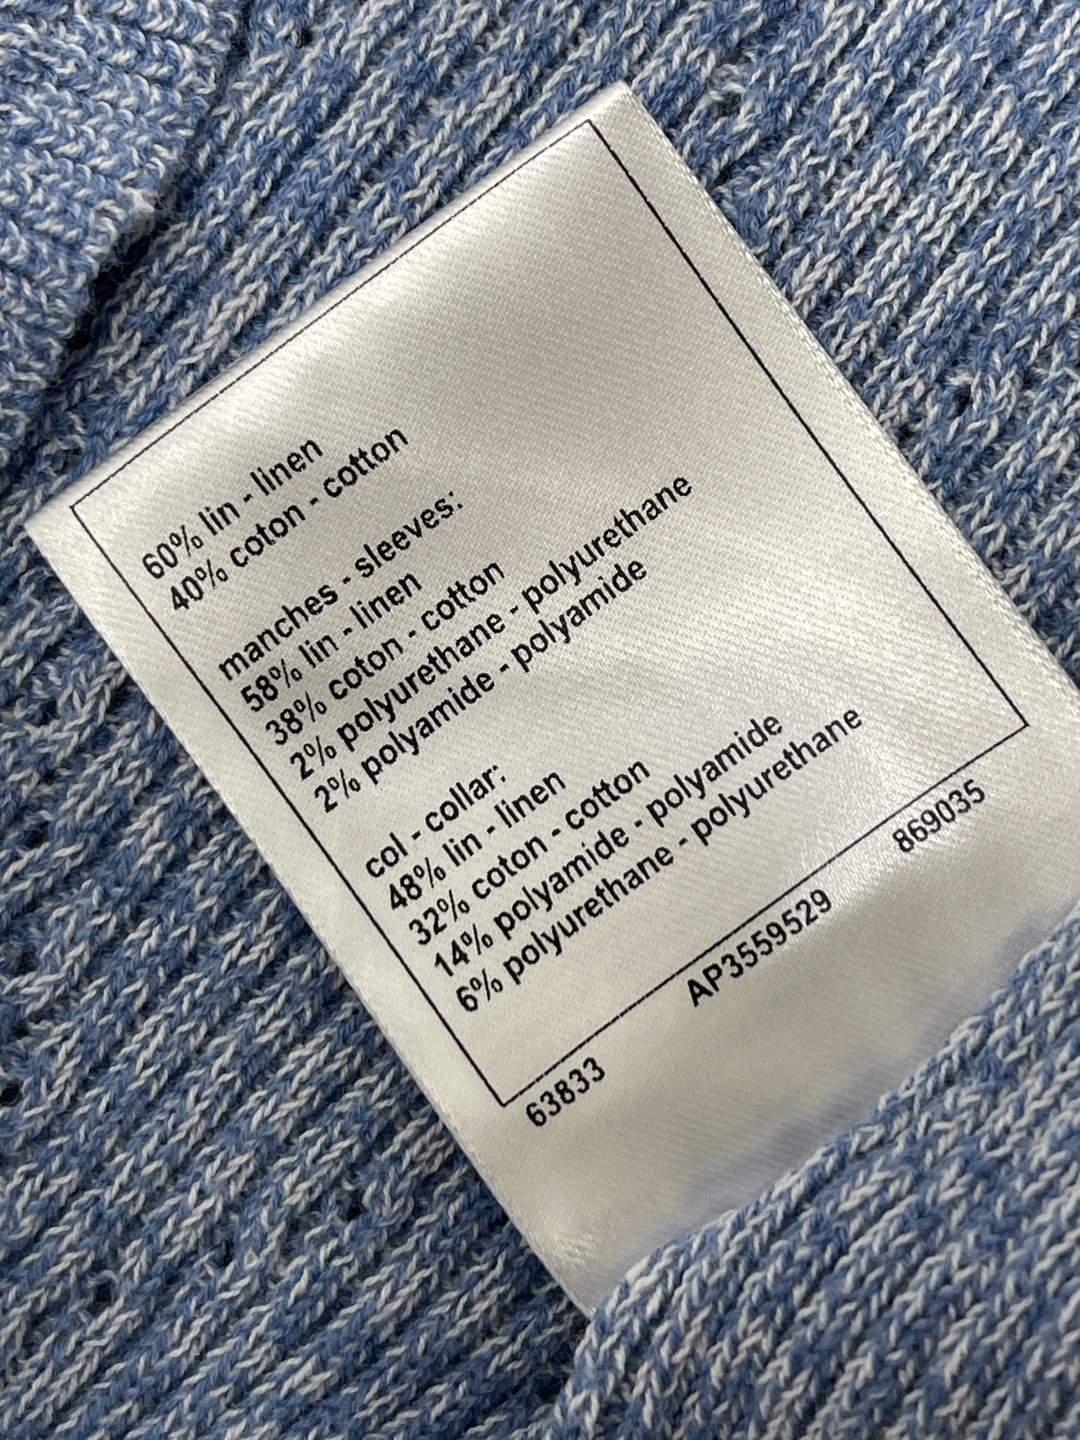 60% lin - linen
40% coton - cotton
manches - sleeves:
58% lin - linen
38% coton - cotton
2% polyurethane - polyurethane
2% polyamide - polyamide
col - collar:
48% lin - linen
32% coton - cotton
14% polyamide - polyamide
6% polyurethane - polyurethane
63833 AP3559529 869035